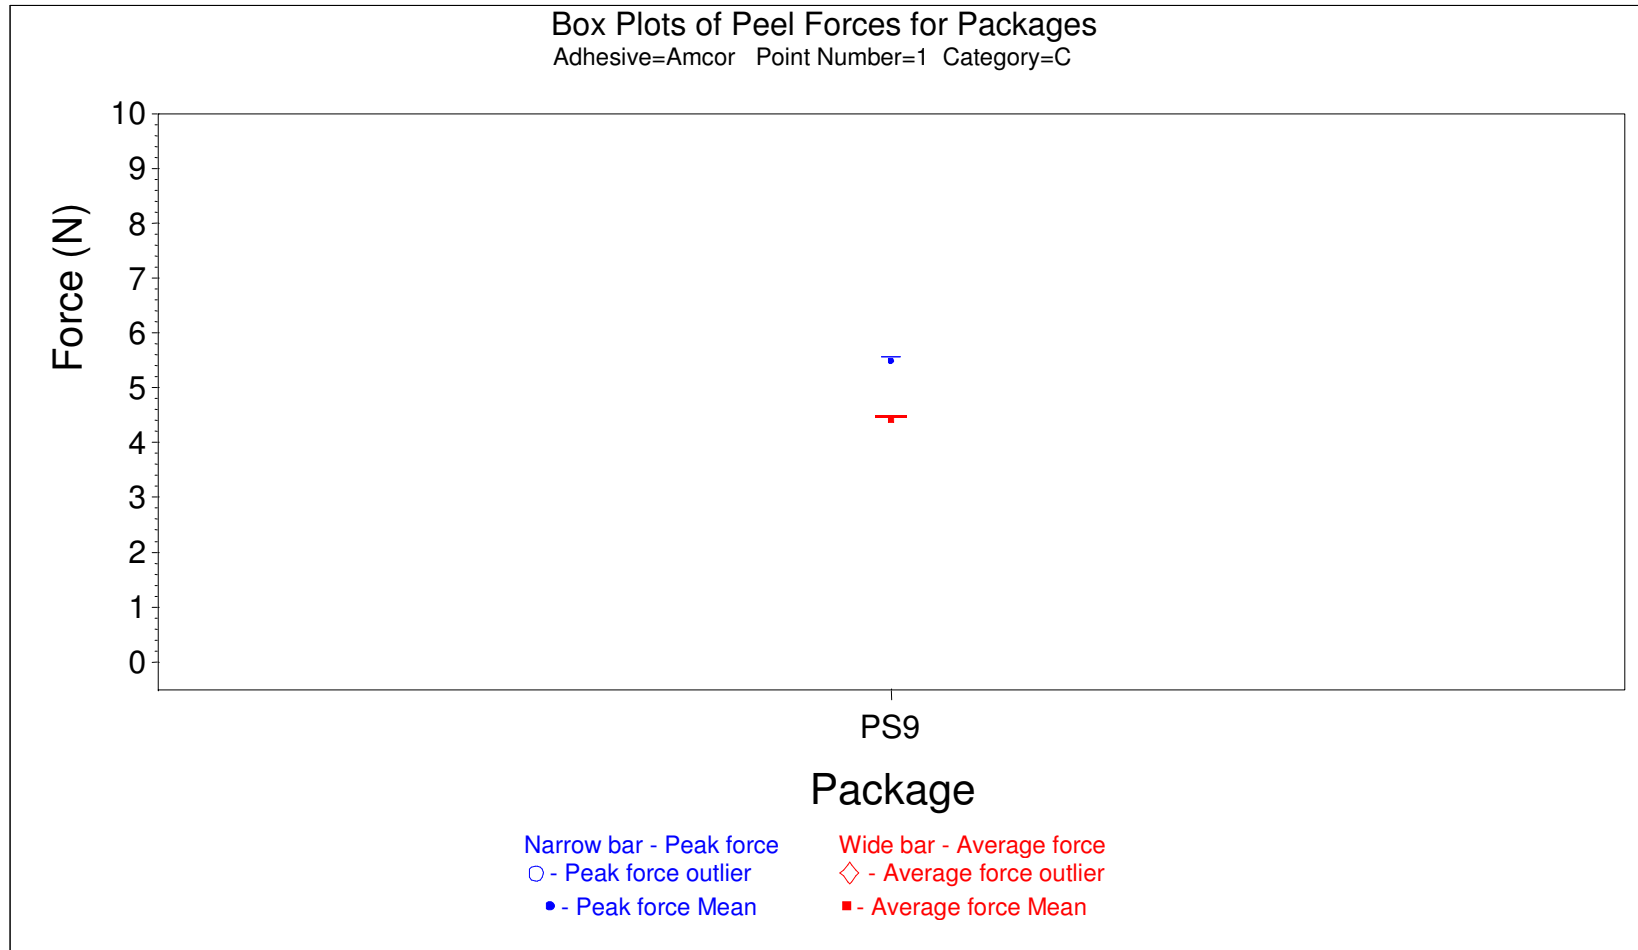 Box Plots of Peel Forces for Packages
Adhesive=Amcor Point Number=1 Category=C
10
9
8
7
6
5
4
3
2
1
0
Force (N)
PS9
Package
Narrow bar - Peak force
Wide bar - Average force
- Peak force outlier
- Average force outlier
- Peak force Mean
- Average force Mean